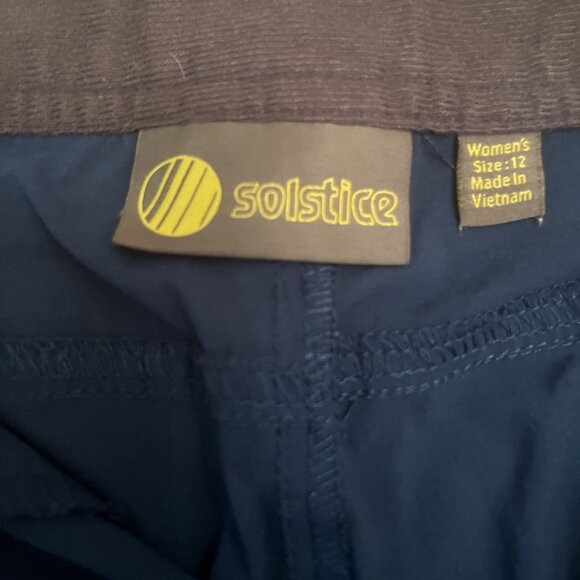 solstice
Women's
Size:12
Made In
Vietnam